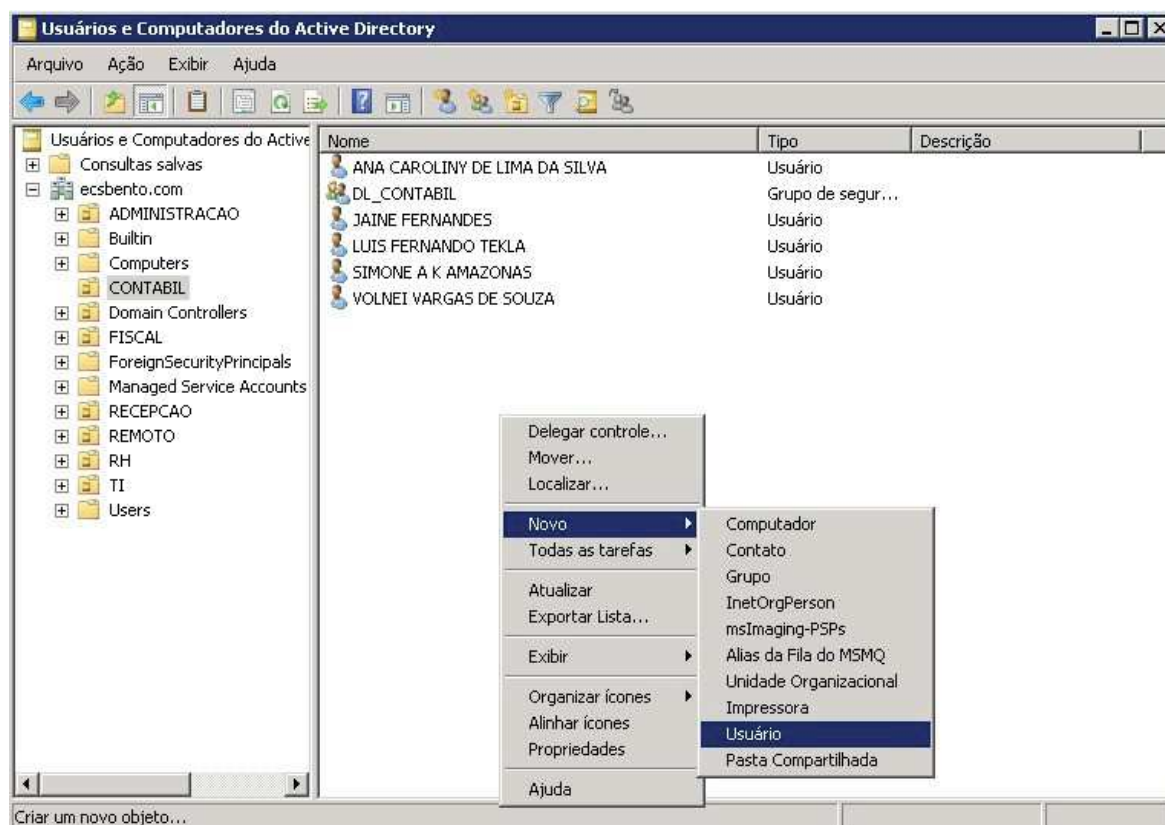 Usuários e Computadores do Active Directory
Arquivo Ação Exibir Ajuda
Usuários e Computadores do Active
Consultas salvas
ecsbento.com
ADMINISTRACAO
Builtin
Computers
CONTABIL
Domain Controllers
FISCAL
ForeignSecurityPrincipals
Managed Service Accounts
RECEPCAO
REMOTO
RH
TI
Users
Nome Tipo Descrição
ANA CAROLINY DE LIMA DA SILVA Usuário
DL_CONTABIL Grupo de segur...
JAINE FERNANDES Usuário
LUIS FERNANDO TEKLA Usuário
SIMONE A K AMAZONAS Usuário
VOLNEI VARGAS DE SOUZA Usuário
Delegar controle...
Mover...
Localizar...
Novo
Todas as tarefas
Atualizar
Exportar Lista...
Exibir
Organizar ícones
Alinhar ícones
Propriedades
Ajuda
Computador
Contato
Grupo
InetOrgPerson
msImaging-PSPs
Alias da Fila do MSMQ
Unidade Organizacional
Impressora
Usuário
Pasta Compartilhada
Criar um novo objeto...